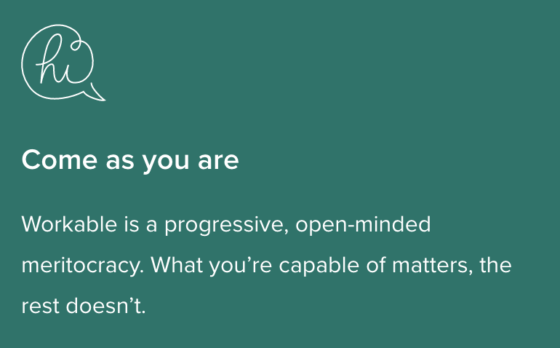 hi
Come as you are
Workable is a progressive, open-minded
meritocracy. What you’re capable of matters, the
rest doesn’t.